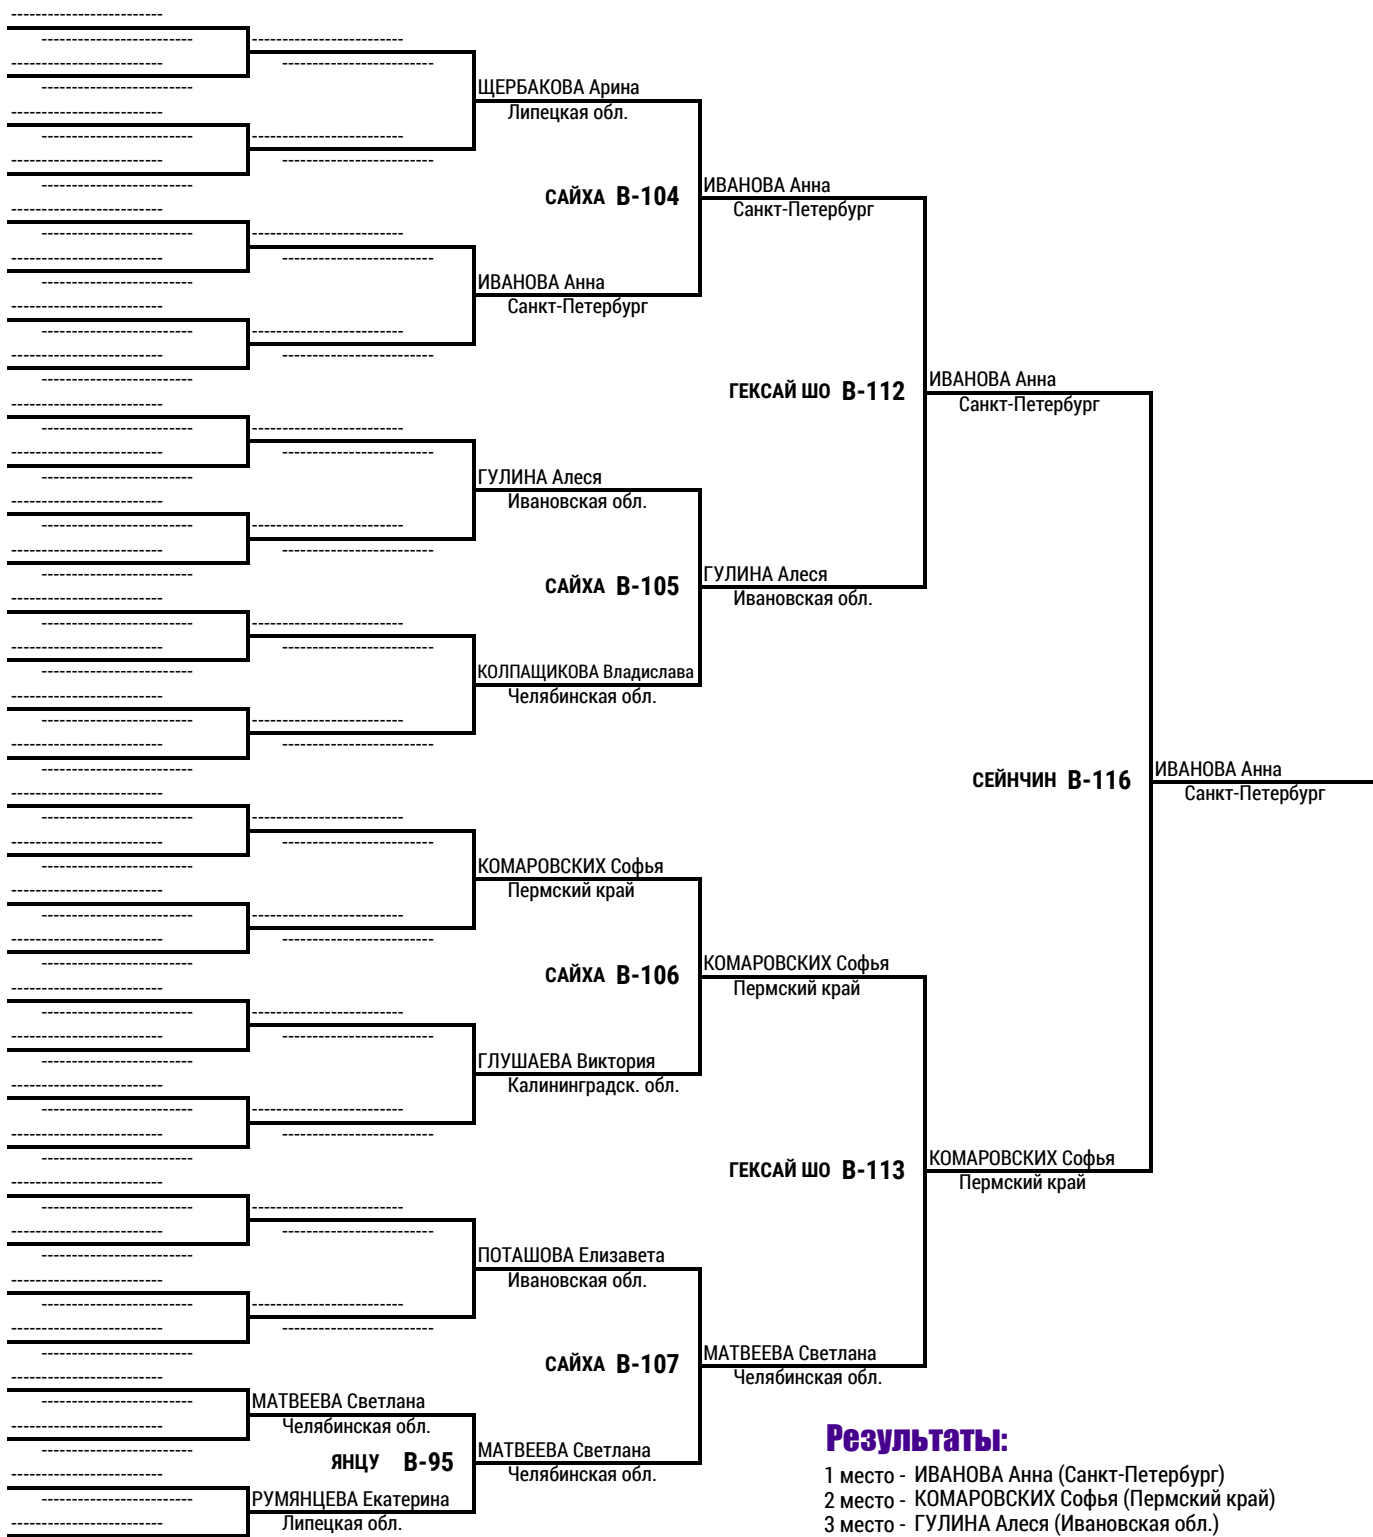 ЩЕРБАКОВА Арина
Липецкая обл.
САЙХА В-104
ИВАНОВА Анна
Санкт-Петербург
ИВАНОВА Анна
Санкт-Петербург
ГЕКСАЙ ШО В-112
ИВАНОВА Анна
Санкт-Петербург
ГУЛИНА Алеся
Ивановская обл.
САЙХА В-105
ГУЛИНА Алеся
Ивановская обл.
КОЛПАЩИКОВА Владислава
Челябинская обл.
СЕЙНЧИН В-116
ИВАНОВА Анна
Санкт-Петербург
КОМАРОВСКИХ Софья
Пермский край
САЙХА В-106
КОМАРОВСКИХ Софья
Пермский край
ГЛУШАЕВА Виктория
Калининградск. обл.
ГЕКСАЙ ШО В-113
КОМАРОВСКИХ Софья
Пермский край
ПОТАШОВА Елизавета
Ивановская обл.
САЙХА В-107
МАТВЕЕВА Светлана
Челябинская обл.
МАТВЕЕВА Светлана
Челябинская обл.
ЯНЦУ В-95
МАТВЕЕВА Светлана
Челябинская обл.
РУМЯНЦЕВА Екатерина
Липецкая обл.
Результаты:
1 место - ИВАНОВА Анна (Санкт-Петербург)
2 место - КОМАРОВСКИХ Софья (Пермский край)
3 место - ГУЛИНА Алеся (Ивановская обл.)